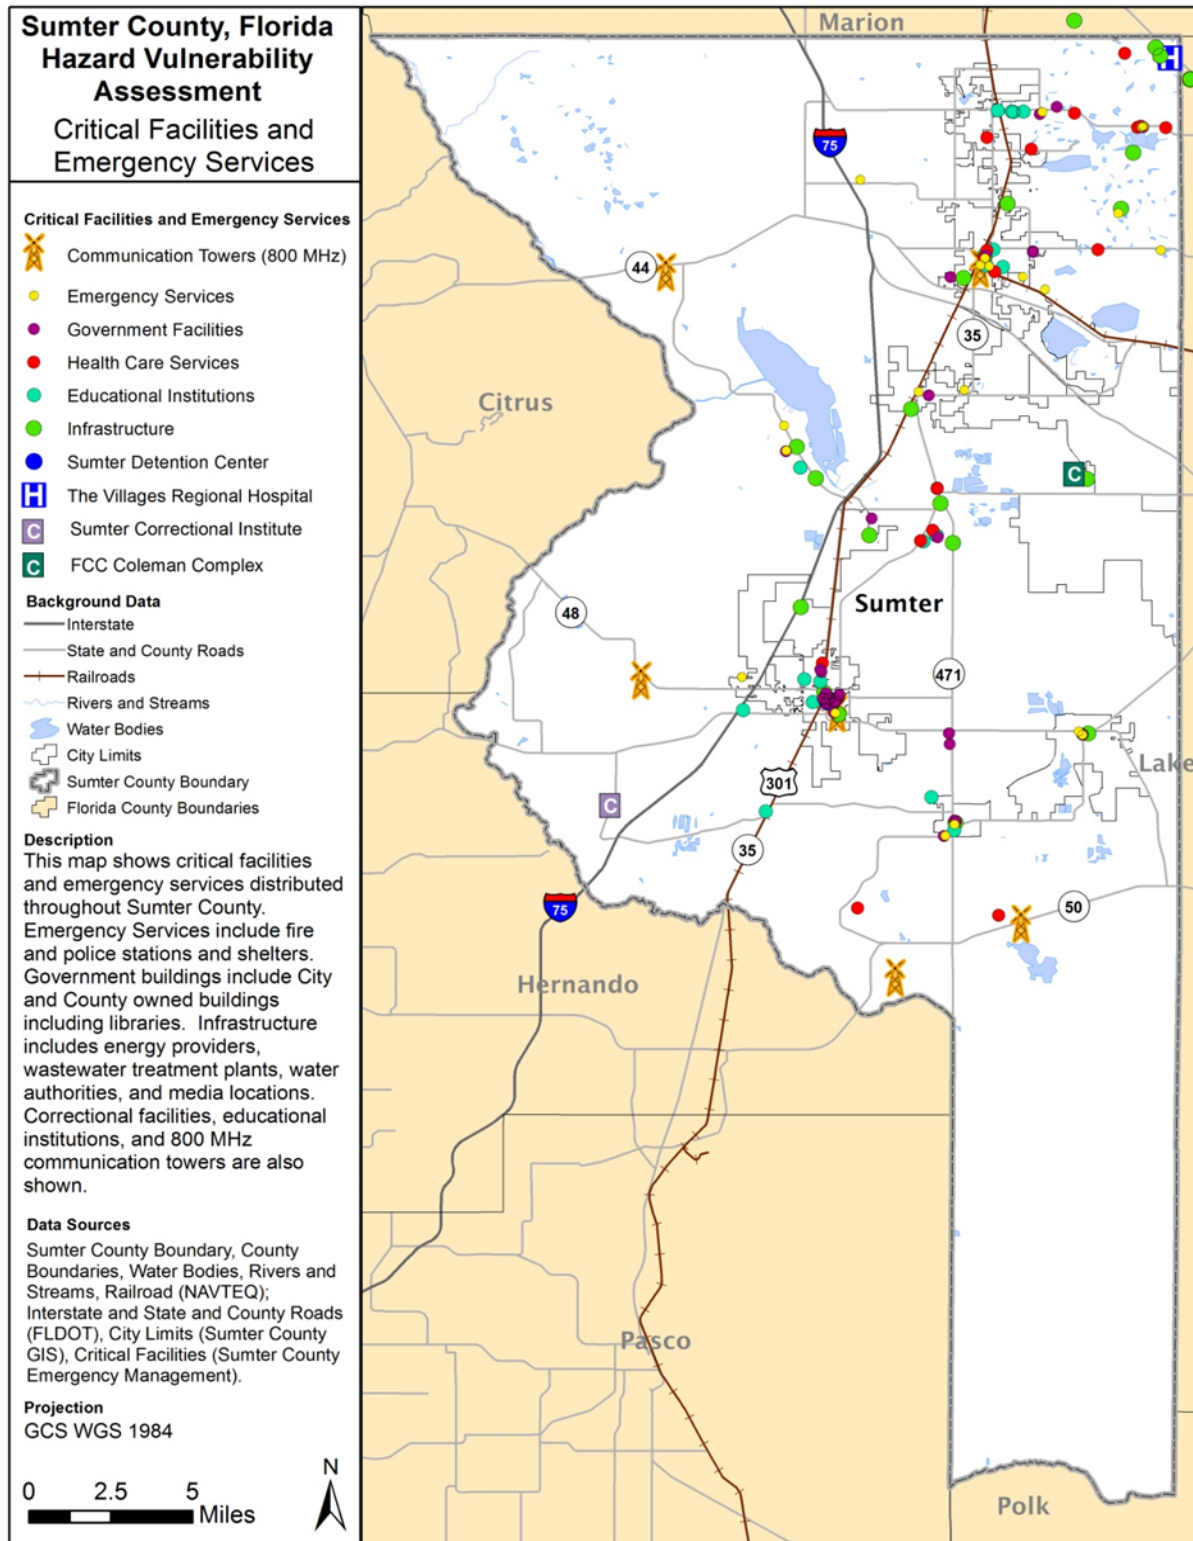 Sumter County, Florida
Hazard Vulnerability
Assessment
Critical Facilities and
Emergency Services
Critical Facilities and Emergency Services
Communication Towers (800 MHz)
Emergency Services
Government Facilities
Health Care Services
Educational Institutions
Infrastructure
Sumter Detention Center
H The Villages Regional Hospital
C Sumter Correctional Institute
C FCC Coleman Complex
Background Data
Interstate
State and County Roads
Railroads
Rivers and Streams
Water Bodies
City Limits
Sumter County Boundary
Florida County Boundaries
Description
This map shows critical facilities
and emergency services distributed
throughout Sumter County.
Emergency Services include fire
and police stations and shelters.
Government buildings include City
and County owned buildings
including libraries. Infrastructure
includes energy providers,
wastewater treatment plants, water
authorities, and media locations.
Correctional facilities, educational
institutions, and 800 MHz
communication towers are also
shown.
Data Sources
Sumter County Boundary, County
Boundaries, Water Bodies, Rivers and
Streams, Railroad (NAVTEQ);
Interstate and State and County Roads
(FLDOT), City Limits (Sumter County
GIS), Critical Facilities (Sumter County
Emergency Management).
Projection
GCS WGS 1984
N
0 2.5 5
Miles
Marion
H
75
44
35
Citrus
C
48
Sumter
471
Lake
301
C
35
75
50
Hernando
Pasco
Polk